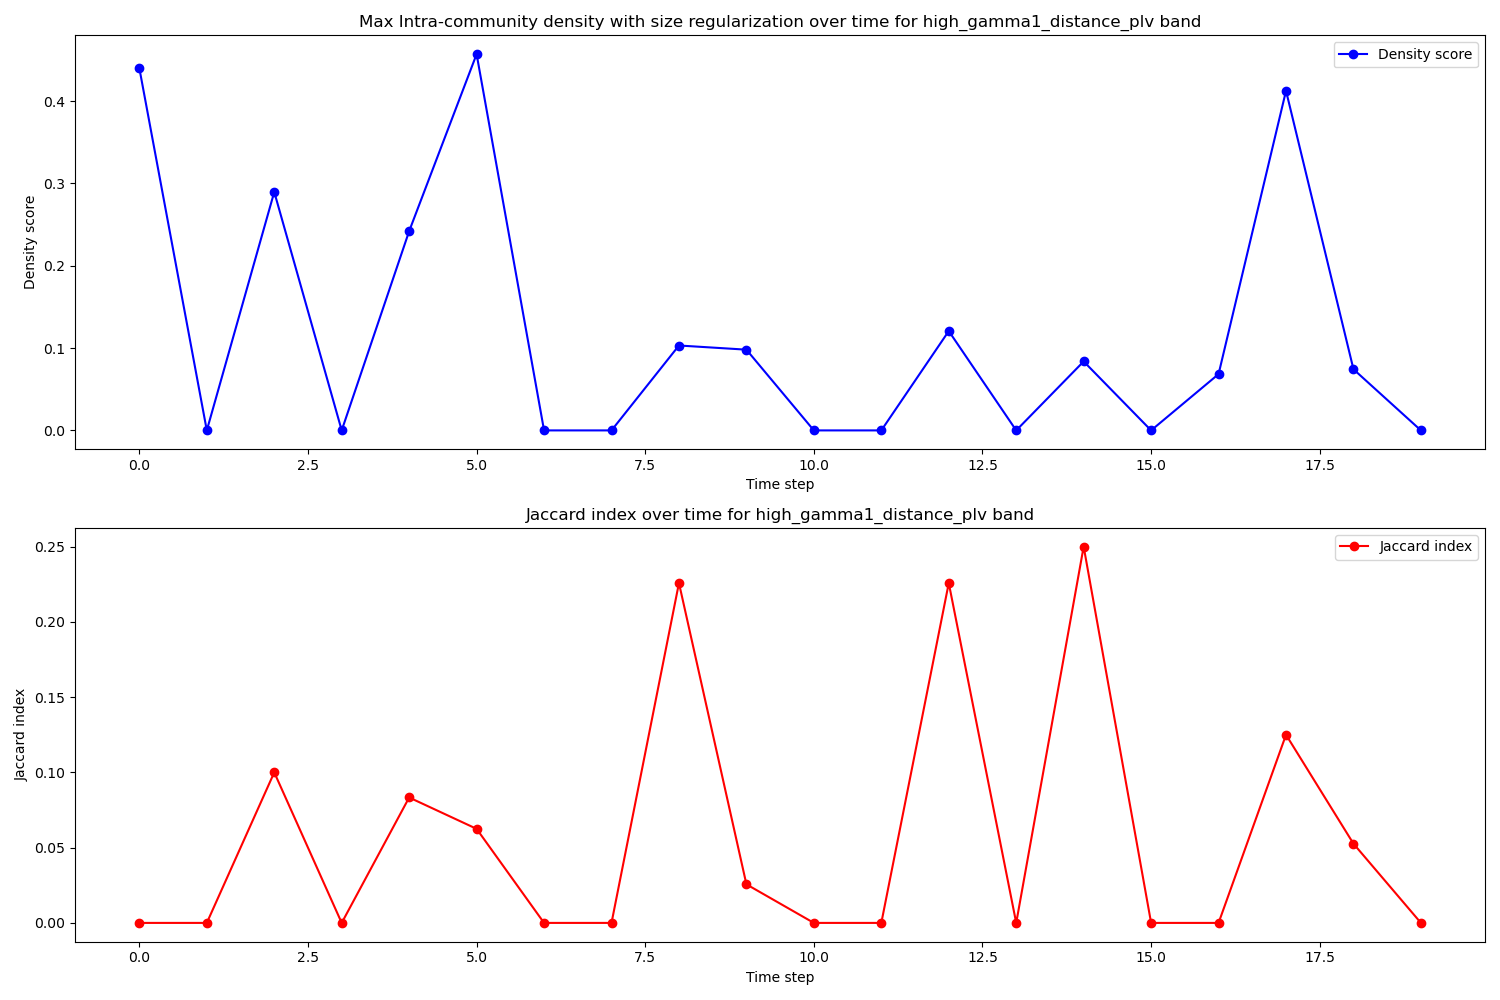 Max Intra-community density with size regularization over time for high_gamma1_distance_plv band
Density score
0.4
0.3
0.2
0.1
0.0
Density score
0.0 2.5 5.0 7.5 10.0 12.5 15.0 17.5
Time step
Jaccard index over time for high_gamma1_distance_plv band
Jaccard index
0.25
0.20
0.15
0.10
0.05
0.00
Jaccard index
0.0 2.5 5.0 7.5 10.0 12.5 15.0 17.5
Time step